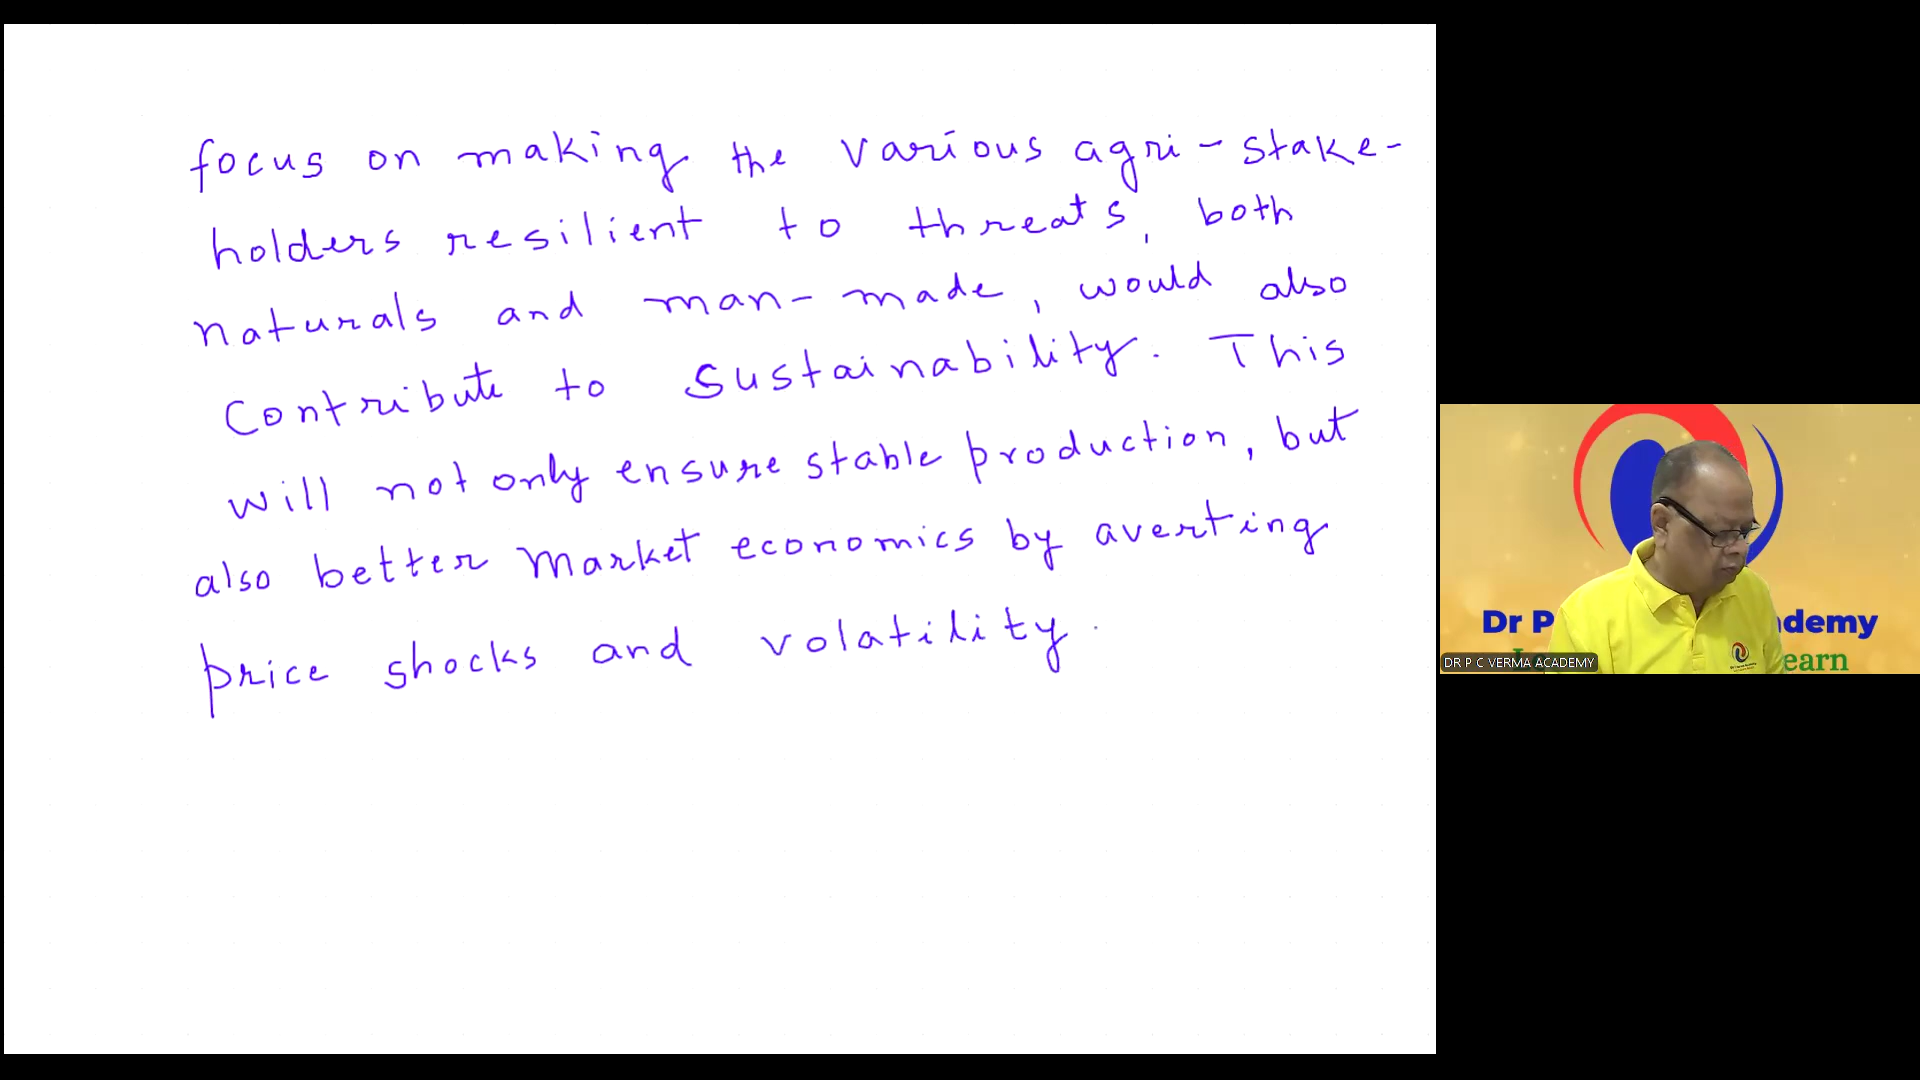 focus on making the various agri-stake-
holders resilient to threats, both
naturals and man-made, would also
Contribute to Sustainability. This
will not only ensure stable production, but
also better Market economics by averting
price shocks and volatility.
Dr P
demy
earn
DR P C VERMA ACADEMY